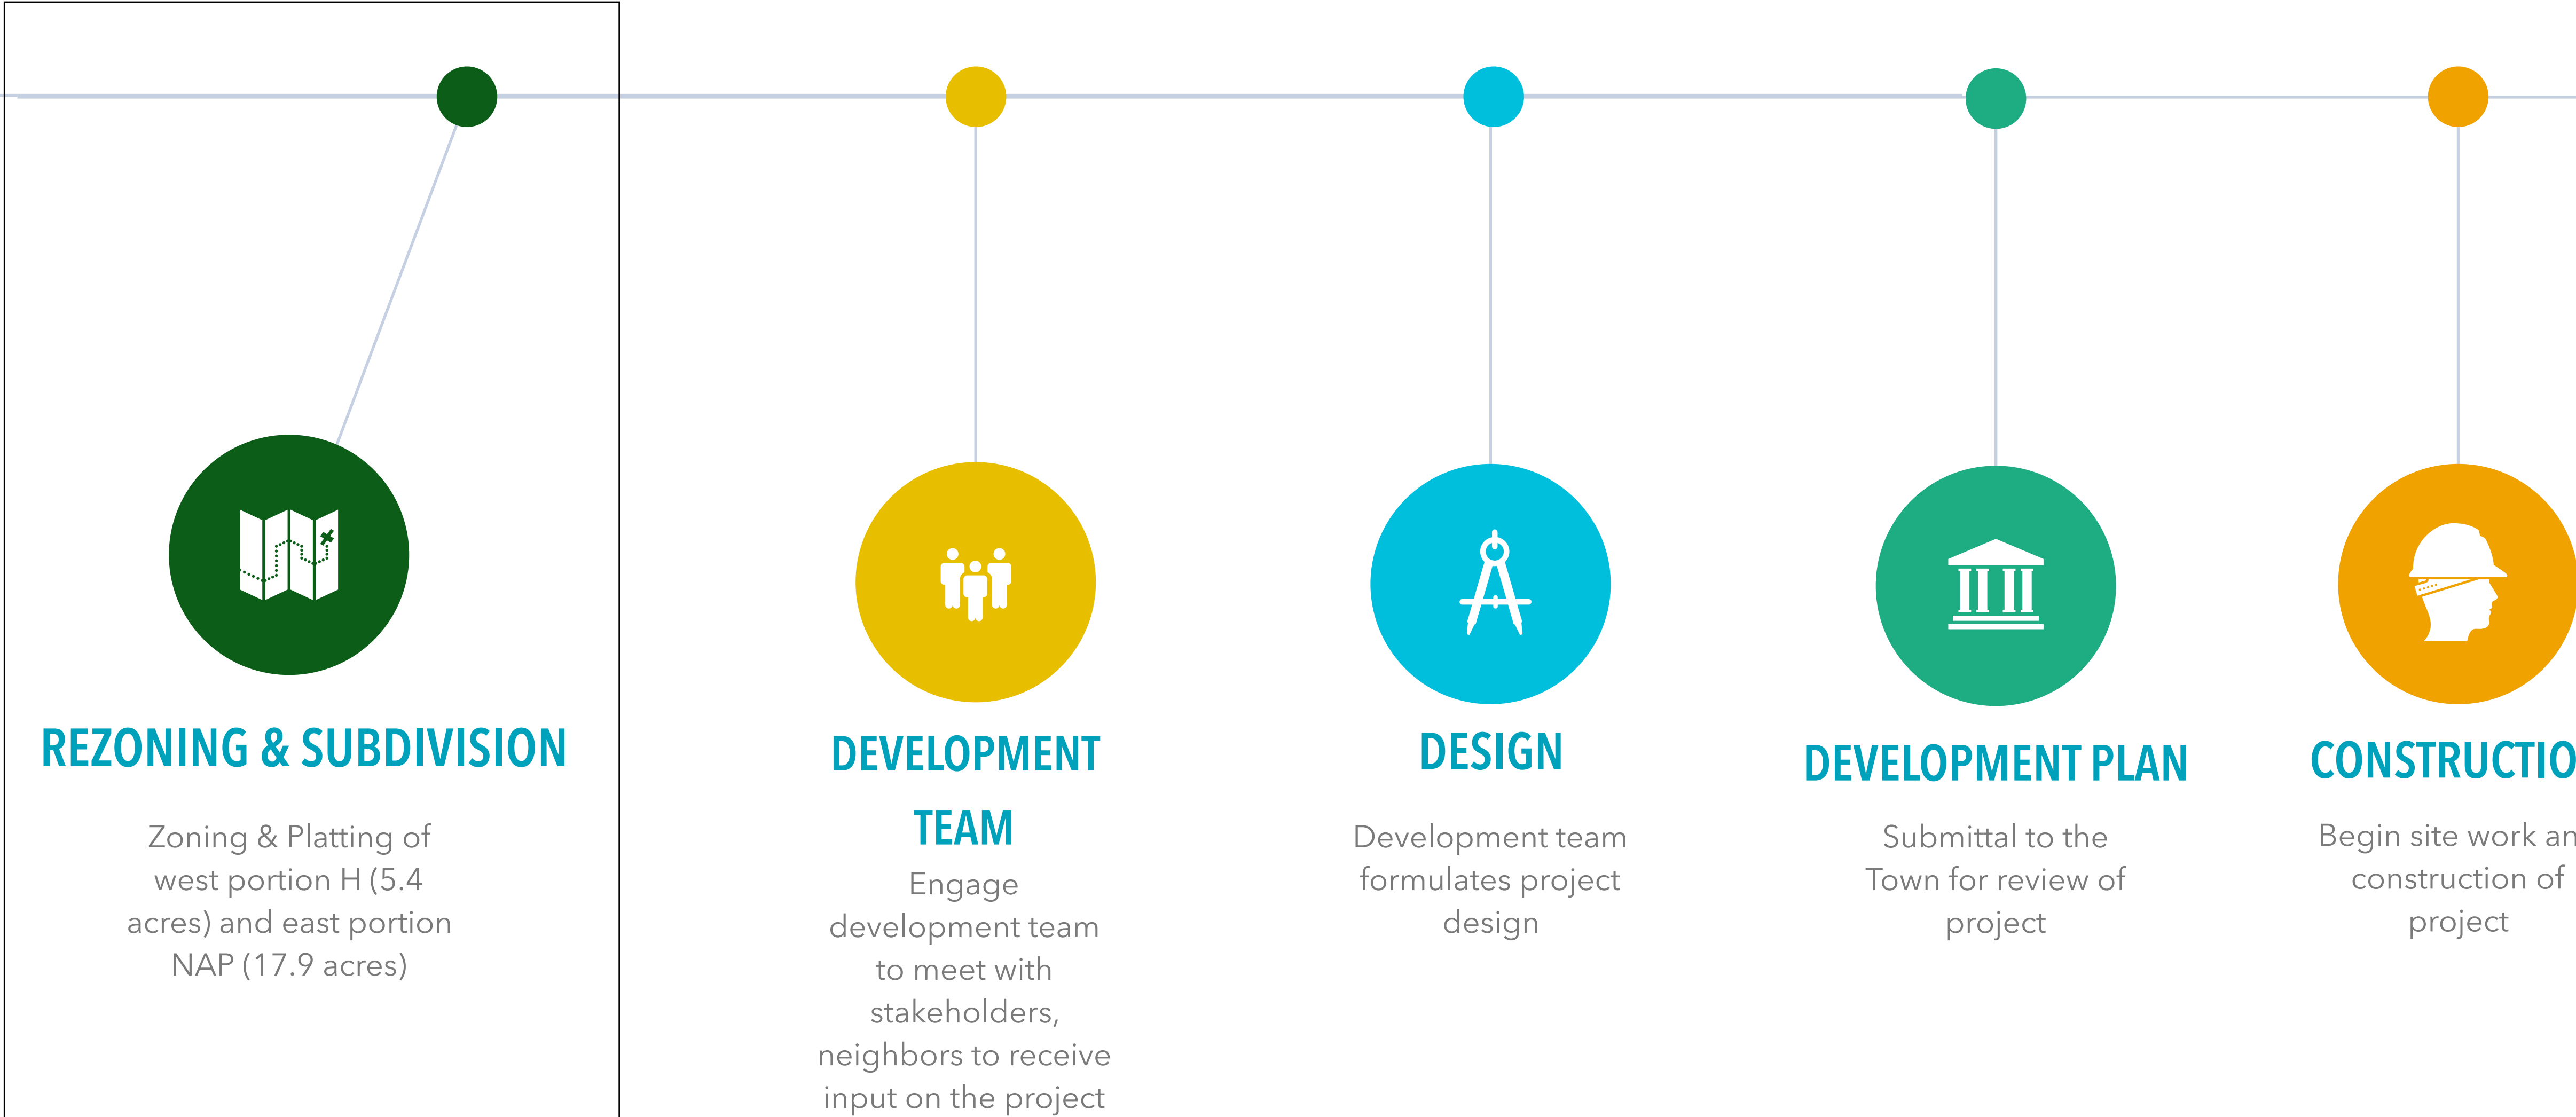 REZONING & SUBDIVISION
Zoning & Platting of
west portion H (5.4
acres) and east portion
NAP (17.9 acres)
DEVELOPMENT
TEAM
Engage
development team
to meet with
stakeholders,
neighbors to receive
input on the project
DESIGN
Development team
formulates project
design
DEVELOPMENT PLAN
Submittal to the
Town for review of
project
CONSTRUCTIO
Begin site work an
construction of
project